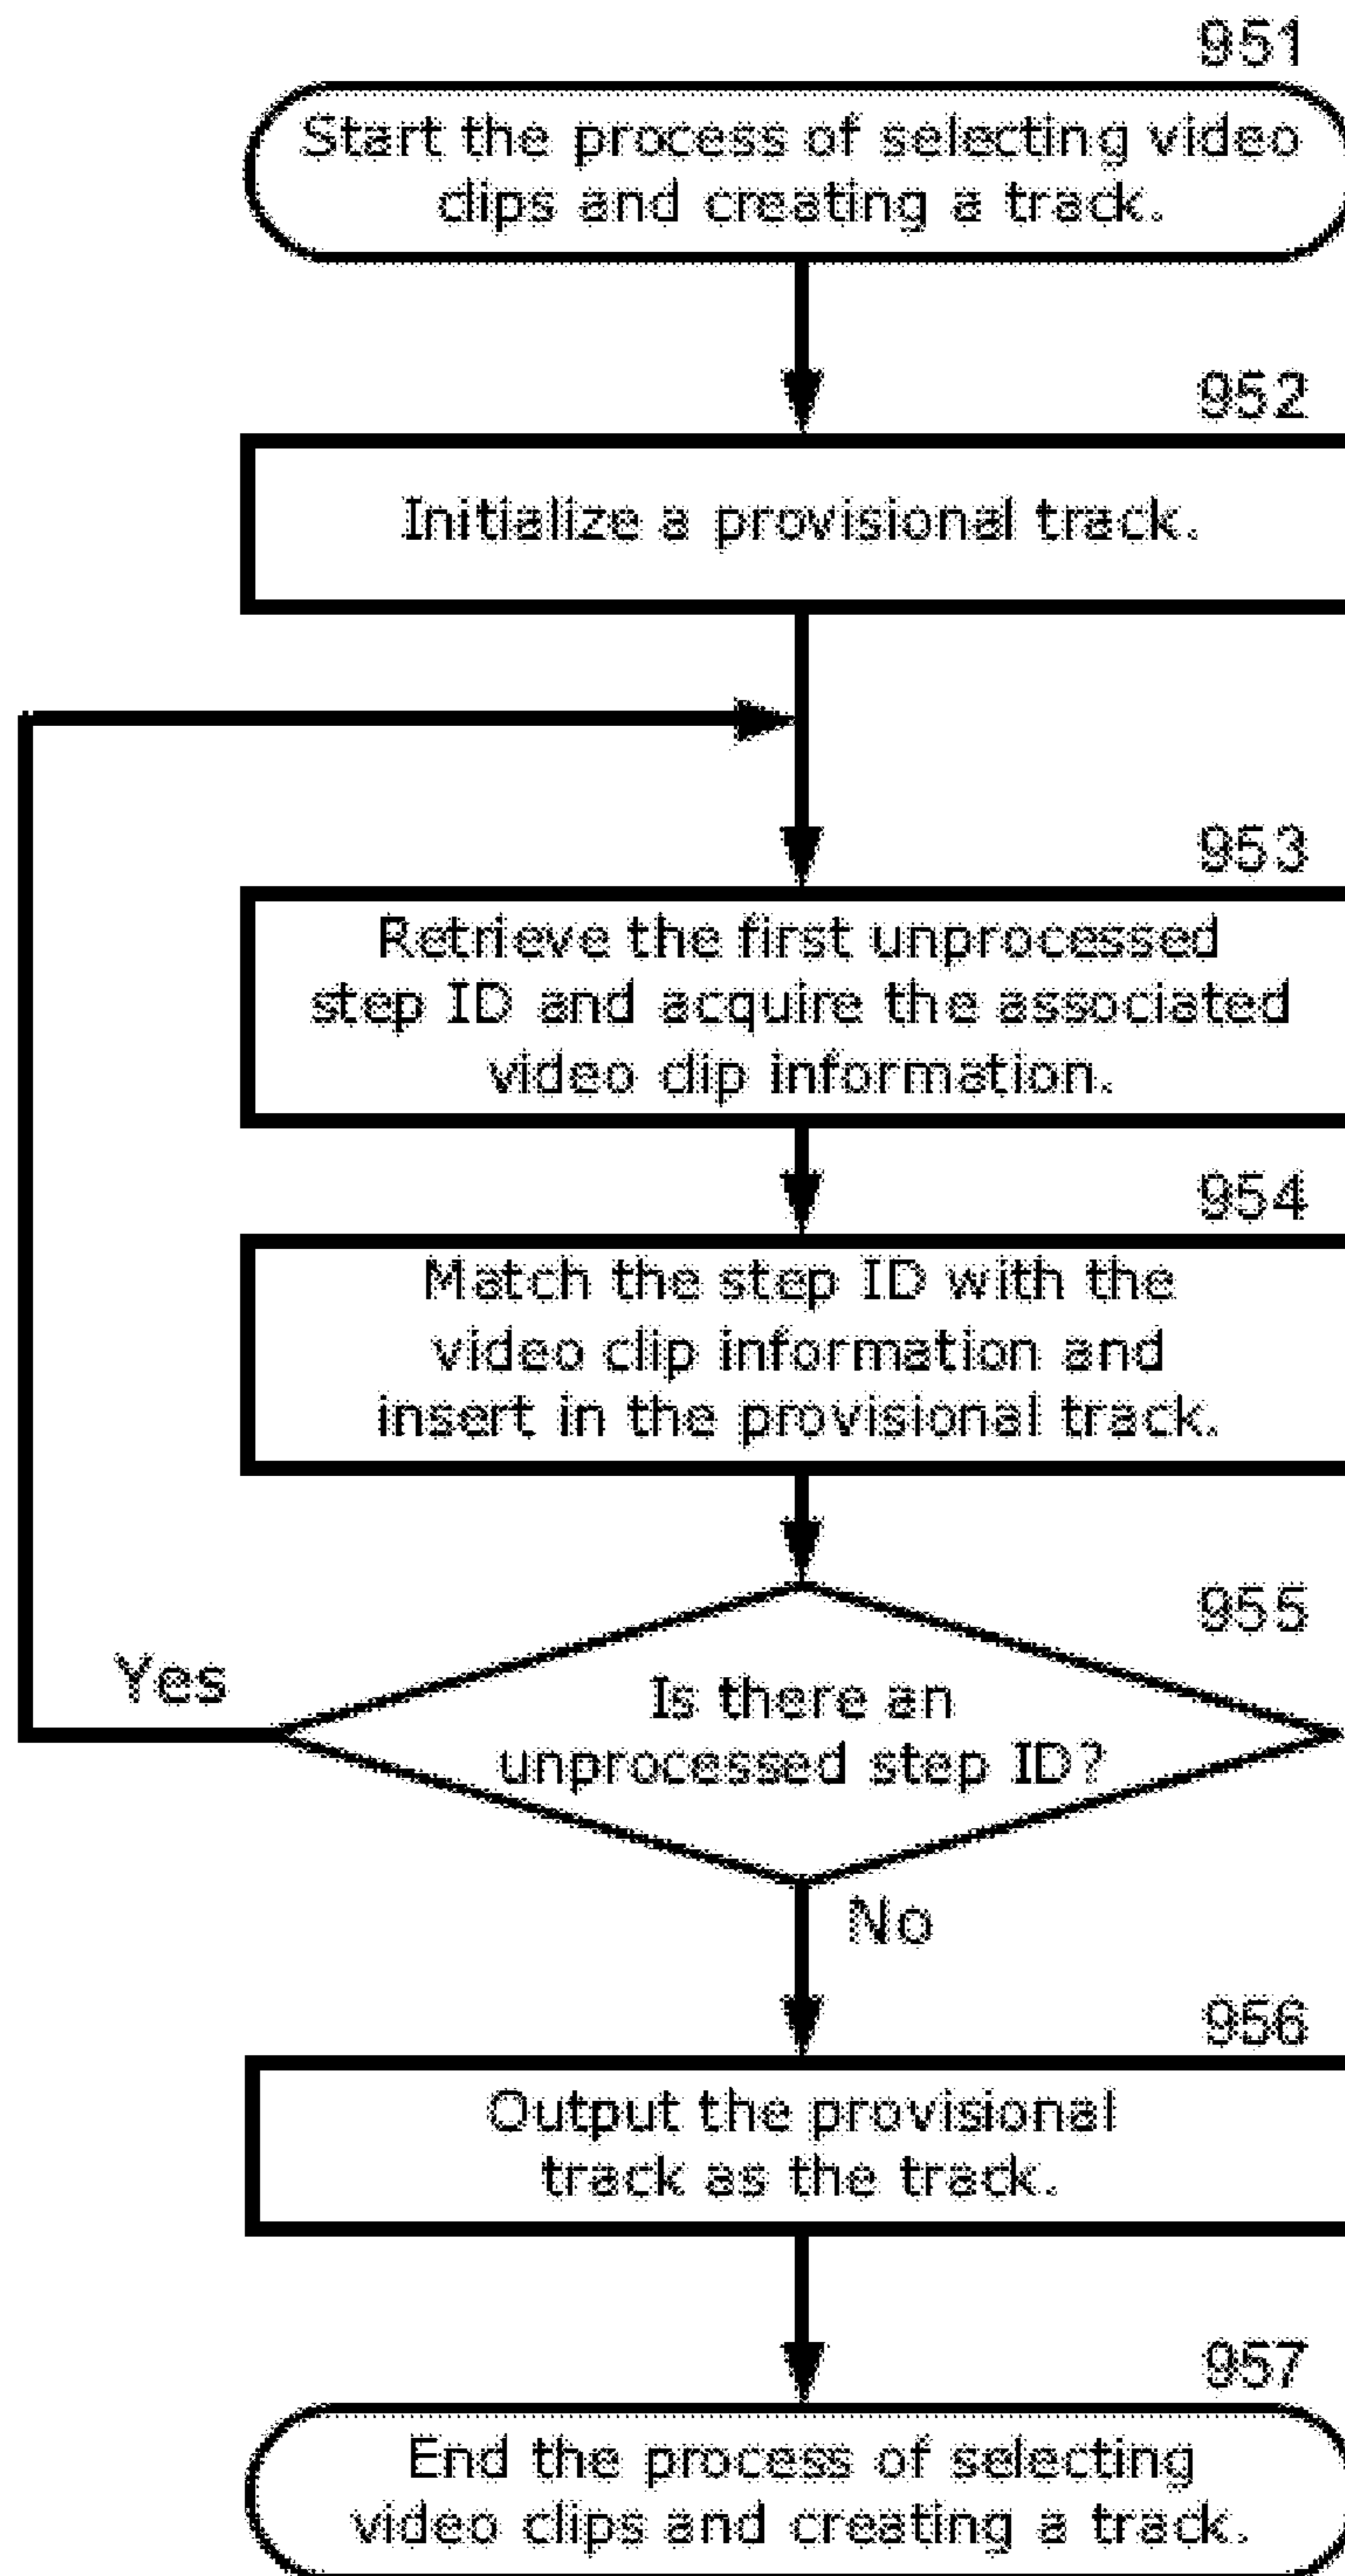 951
Start the process of selecting video
clips and creating a track.
952
Initialize a provisional track.
953
Retrieve the first unprocessed
step ID and acquire the associated
video clip information.
954
Match the step ID with the
video clip information and
insert in the provisional track.
955
Yes
Is there an
unprocessed step ID?
No
956
Output the provisional
track as the track.
957
End the process of selecting
video clips and creating a track.